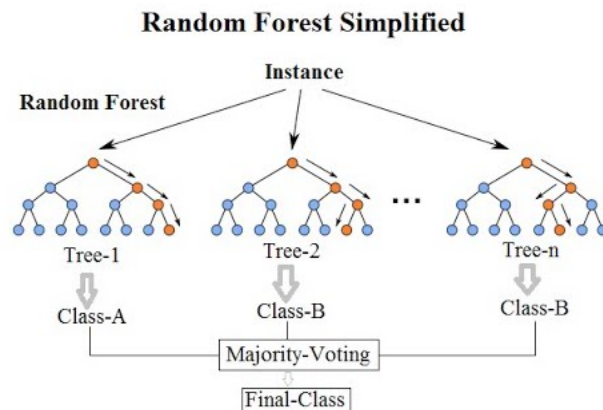 Random Forest Simplified
Instance
Random Forest
...
Tree-1
Tree-2
Tree-n
Class-A
Class-B
Class-B
Majority-Voting
Final-Class